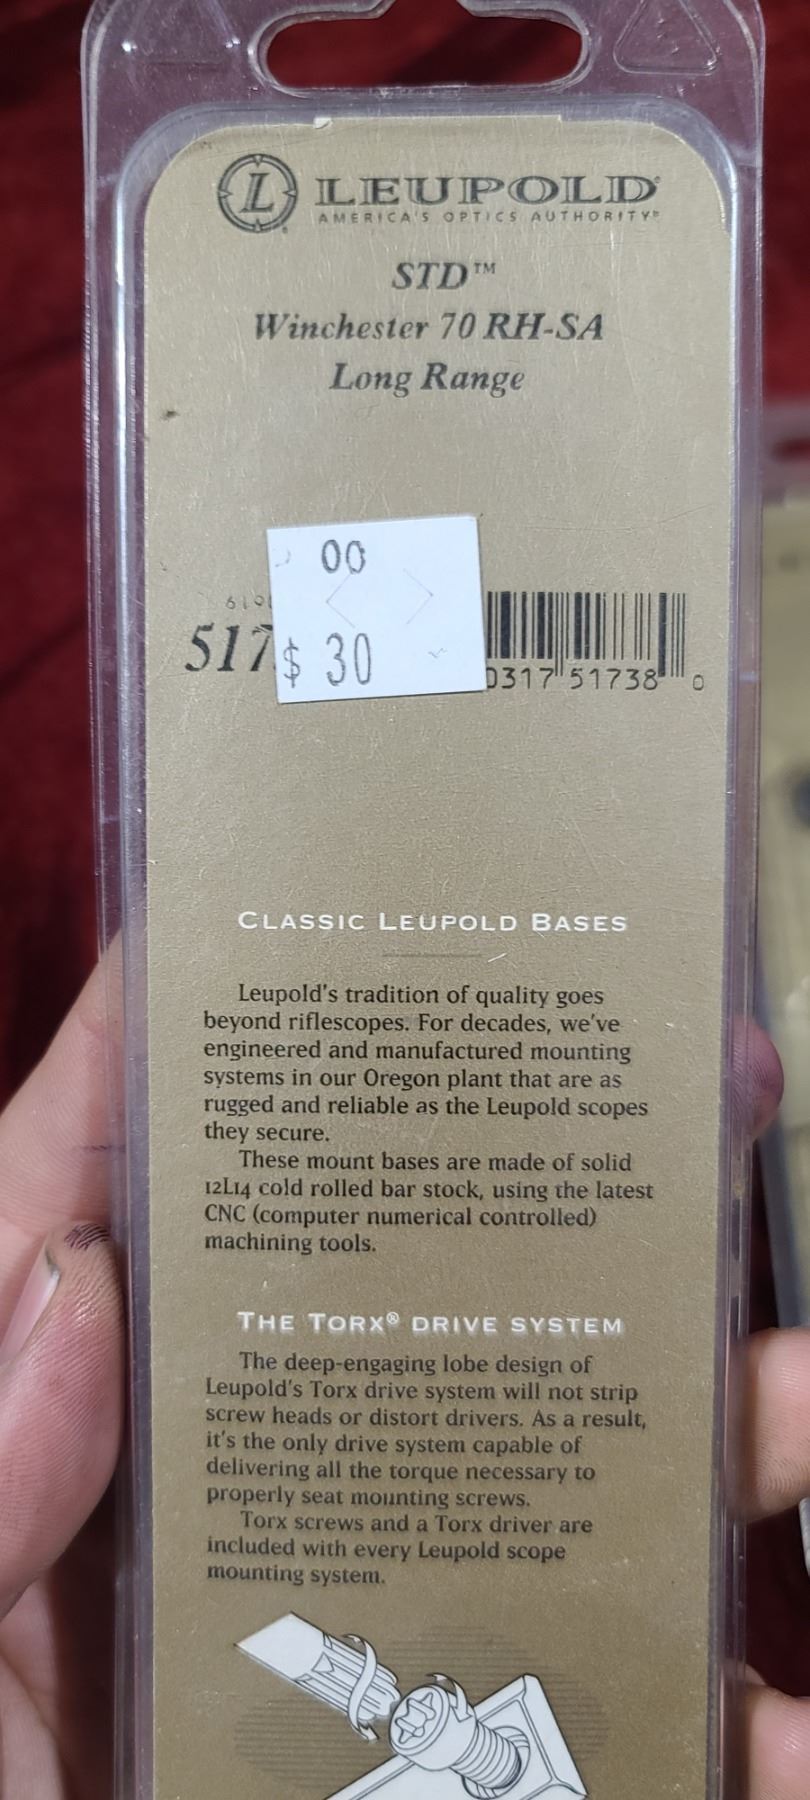 L LEUPOLD®
AMERICA'S OPTICS AUTHORITY®
STD™
Winchester 70 RH-SA
Long Range
00
$ 30
517
0317 51738 0
CLASSIC LEUPOLD BASES
Leupold's tradition of quality goes
beyond riflescopes. For decades, we've
engineered and manufactured mounting
systems in our Oregon plant that are as
rugged and reliable as the Leupold scopes
they secure.
These mount bases are made of solid
12L14 cold rolled bar stock, using the latest
CNC (computer numerical controlled)
machining tools.
THE TORX® DRIVE SYSTEM
The deep-engaging lobe design of
Leupold's Torx drive system will not strip
screw heads or distort drivers. As a result,
it's the only drive system capable of
delivering all the torque necessary to
properly seat mounting screws.
Torx screws and a Torx driver are
included with every Leupold scope
mounting system.